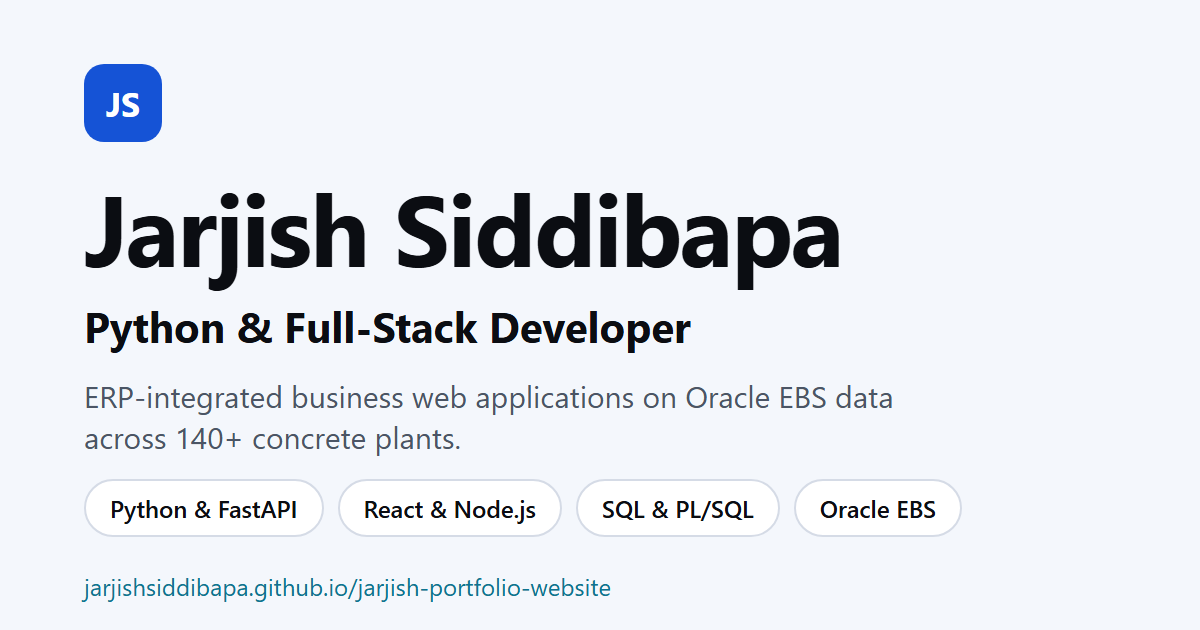 JS
Jarjish Siddibapa
Python & Full-Stack Developer
ERP-integrated business web applications on Oracle EBS data
across 140+ concrete plants.
Python & FastAPI
React & Node.js
SQL & PL/SQL
Oracle EBS
jarjishsiddibapa.github.io/jarjish-portfolio-website